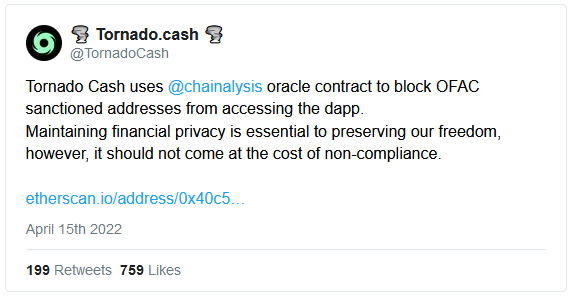 🌪 Tornado.cash 🌪
@TornadoCash
Tornado Cash uses @chainalysis oracle contract to block OFAC
sanctioned addresses from accessing the dapp.
Maintaining financial privacy is essential to preserving our freedom,
however, it should not come at the cost of non-compliance.
etherscan.io/address/0x40c5…
April 15th 2022
199 Retweets 759 Likes